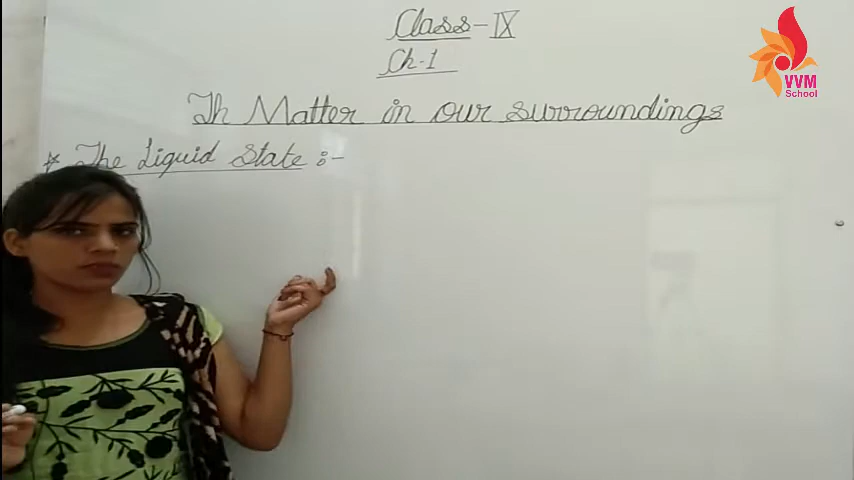 Class-IX
Ch-1
Th Matter in our surroundings
* The Liquid State :-
VVM
School